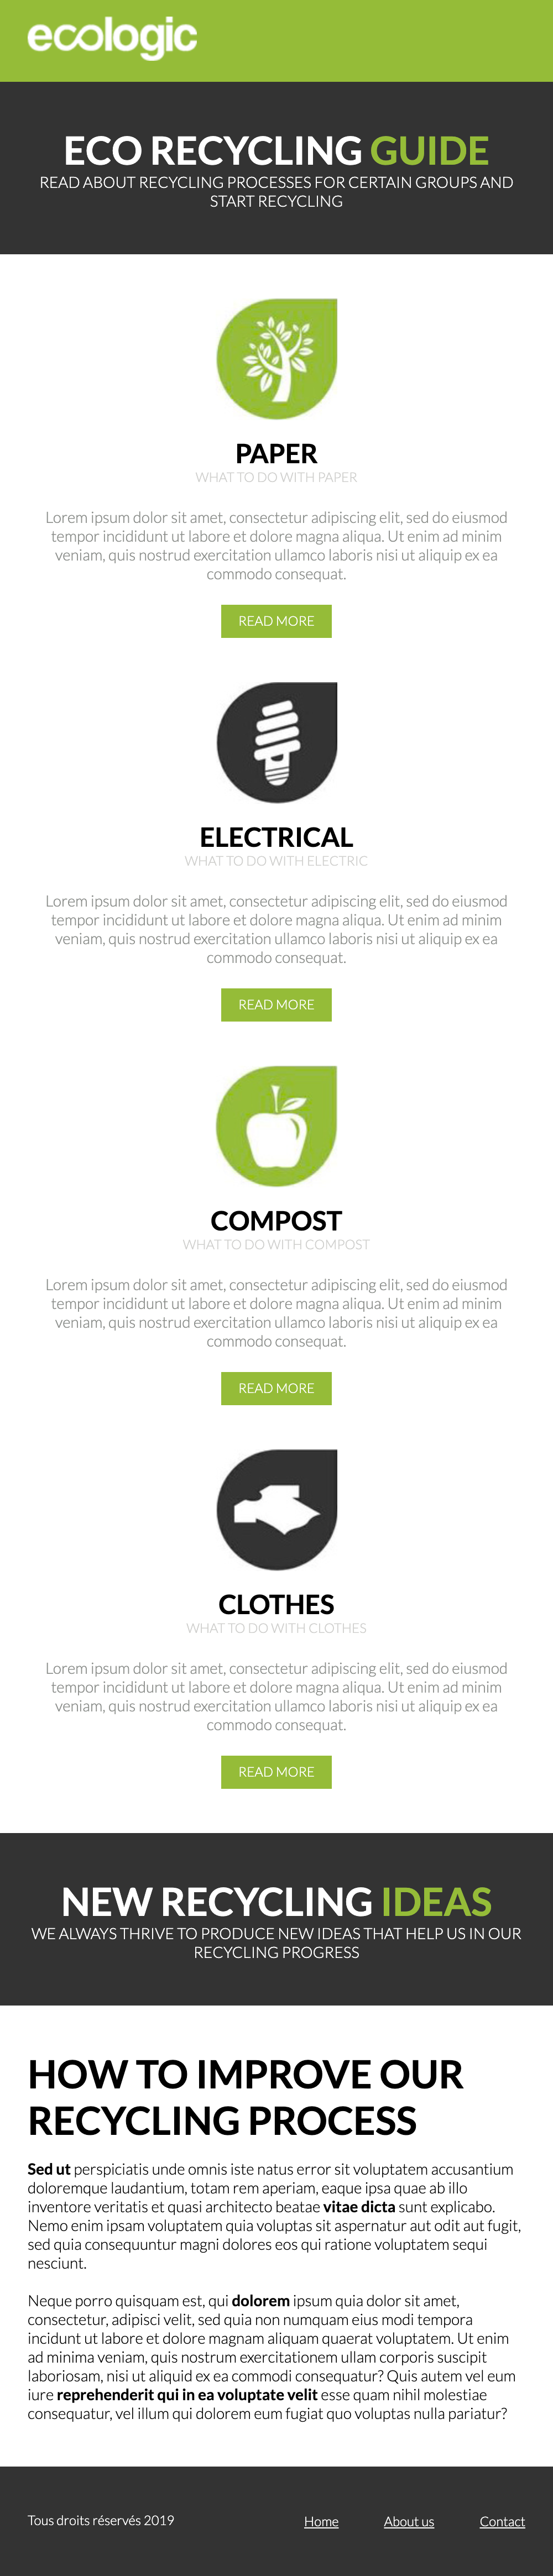 ecologic
ECO RECYCLING GUIDE
READ ABOUT RECYCLING PROCESSES FOR CERTAIN GROUPS AND
START RECYCLING
PAPER
WHAT TO DO WITH PAPER
Lorem ipsum dolor sit amet, consectetur adipiscing elit, sed do eiusmod
tempor incididunt ut labore et dolore magna aliqua. Ut enim ad minim
veniam, quis nostrud exercitation ullamco laboris nisi ut aliquip ex ea
commodo consequat.
READ MORE
ELECTRICAL
WHAT TO DO WITH ELECTRIC
Lorem ipsum dolor sit amet, consectetur adipiscing elit, sed do eiusmod
tempor incididunt ut labore et dolore magna aliqua. Ut enim ad minim
veniam, quis nostrud exercitation ullamco laboris nisi ut aliquip ex ea
commodo consequat.
READ MORE
COMPOST
WHAT TO DO WITH COMPOST
Lorem ipsum dolor sit amet, consectetur adipiscing elit, sed do eiusmod
tempor incididunt ut labore et dolore magna aliqua. Ut enim ad minim
veniam, quis nostrud exercitation ullamco laboris nisi ut aliquip ex ea
commodo consequat.
READ MORE
CLOTHES
WHAT TO DO WITH CLOTHES
Lorem ipsum dolor sit amet, consectetur adipiscing elit, sed do eiusmod
tempor incididunt ut labore et dolore magna aliqua. Ut enim ad minim
veniam, quis nostrud exercitation ullamco laboris nisi ut aliquip ex ea
commodo consequat.
READ MORE
NEW RECYCLING IDEAS
WE ALWAYS THRIVE TO PRODUCE NEW IDEAS THAT HELP US IN OUR
RECYCLING PROGRESS
HOW TO IMPROVE OUR
RECYCLING PROCESS
Sed ut perspiciatis unde omnis iste natus error sit voluptatem accusantium
doloremque laudantium, totam rem aperiam, eaque ipsa quae ab illo
inventore veritatis et quasi architecto beatae vitae dicta sunt explicabo.
Nemo enim ipsam voluptatem quia voluptas sit aspernatur aut odit aut fugit,
sed quia consequuntur magni dolores eos qui ratione voluptatem sequi
nesciunt.
Neque porro quisquam est, qui dolorem ipsum quia dolor sit amet,
consectetur, adipisci velit, sed quia non numquam eius modi tempora
incidunt ut labore et dolore magnam aliquam quaerat voluptatem. Ut enim
ad minima veniam, quis nostrum exercitationem ullam corporis suscipit
laboriosam, nisi ut aliquid ex ea commodi consequatur? Quis autem vel eum
iure reprehenderit qui in ea voluptate velit esse quam nihil molestiae
consequatur, vel illum qui dolorem eum fugiat quo voluptas nulla pariatur?
Tous droits réservés 2019 Home About us Contact